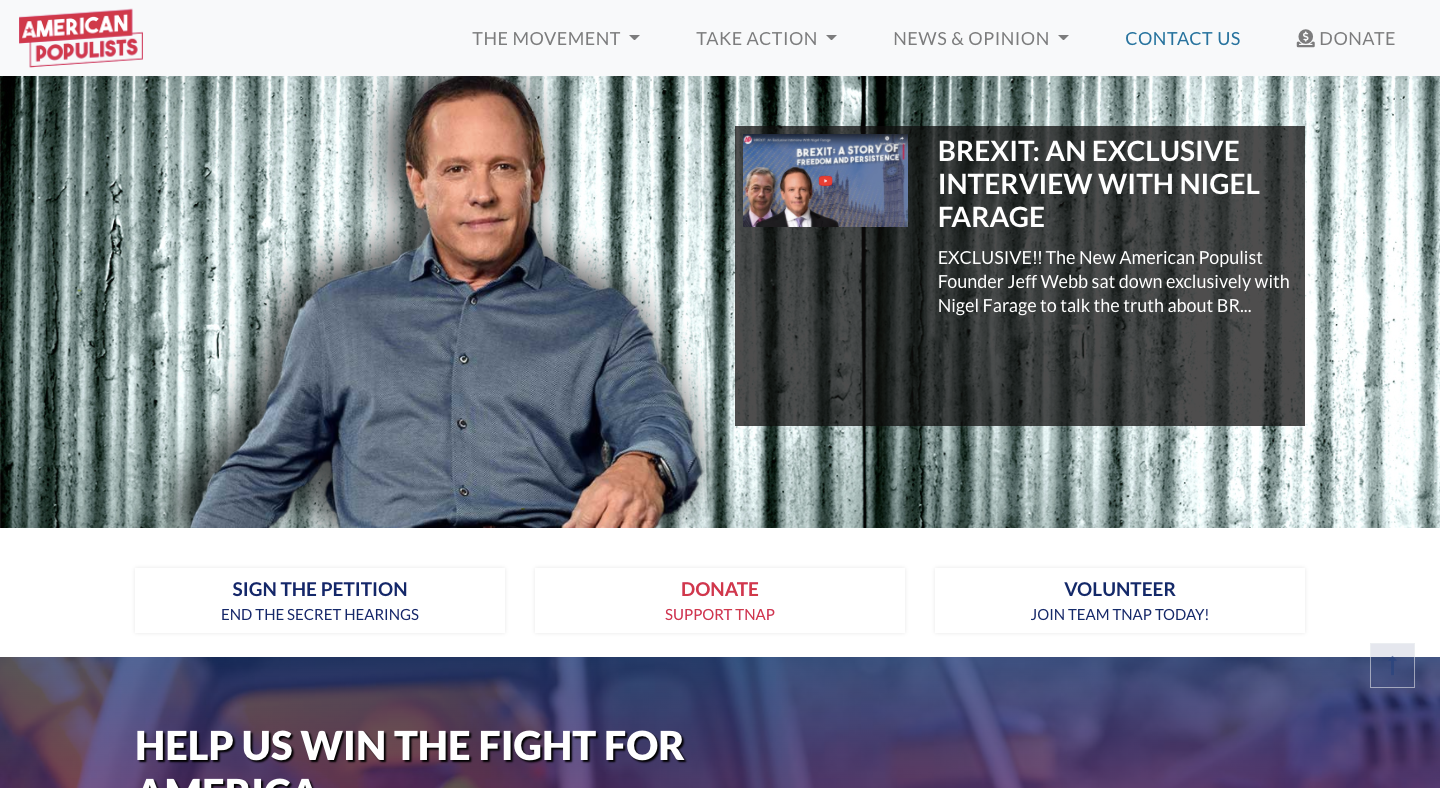 AMERICAN
POPULISTS
THE MOVEMENT
TAKE ACTION
NEWS & OPINION
CONTACT US
DONATE
BREXIT: A STORY OF
FREEDOM AND PERSISTENCE
BREXIT: AN EXCLUSIVE
INTERVIEW WITH NIGEL
FARAGE
EXCLUSIVE!! The New American Populist
Founder Jeff Webb sat down exclusively with
Nigel Farage to talk the truth about BR...
SIGN THE PETITION
END THE SECRET HEARINGS
DONATE
SUPPORT TNAP
VOLUNTEER
JOIN TEAM TNAP TODAY!
HELP US WIN THE FIGHT FOR
AMERICA